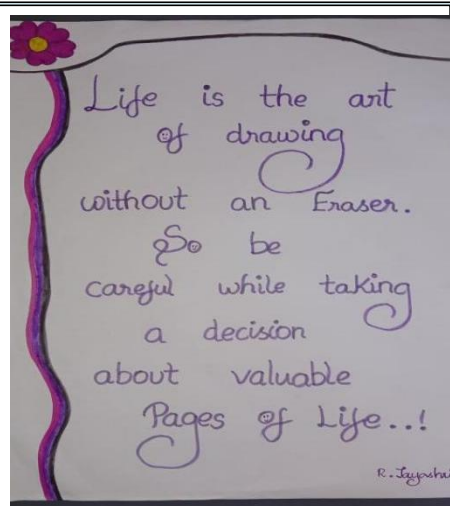 Life is the art
of drawing
without an Eraser.
So be
careful while taking
a decision
about valuable
Pages of Life..!